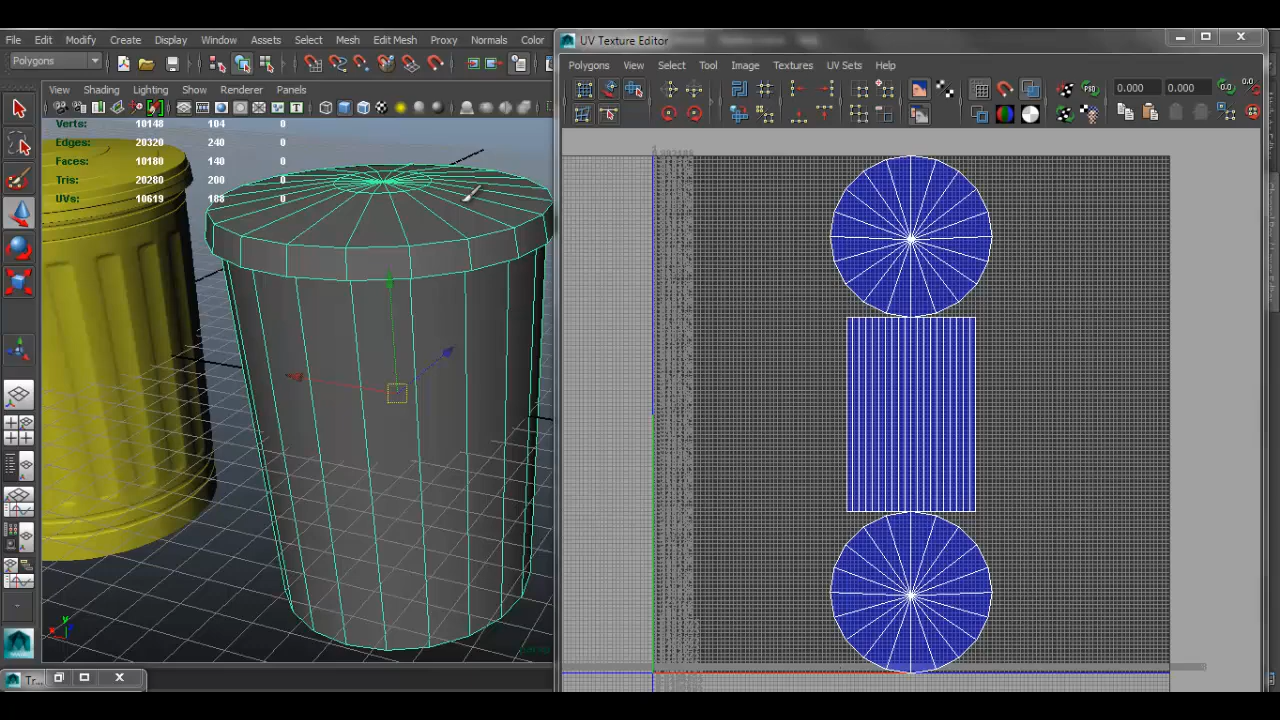 UV Texture Editor
File Edit Modify Create Display Window Assets Select Mesh Edit Mesh Proxy Normals Color
Polygons
Polygons View Select Tool Image Textures UV Sets Help
View Shading Lighting Show Renderer Panels
0.000 0.000
Verts: 10148 104 0
Edges: 20320 240 0
Faces: 10180 140 0
Tris: 20280 200 0
UVs: 10619 188 0
y
Tr...